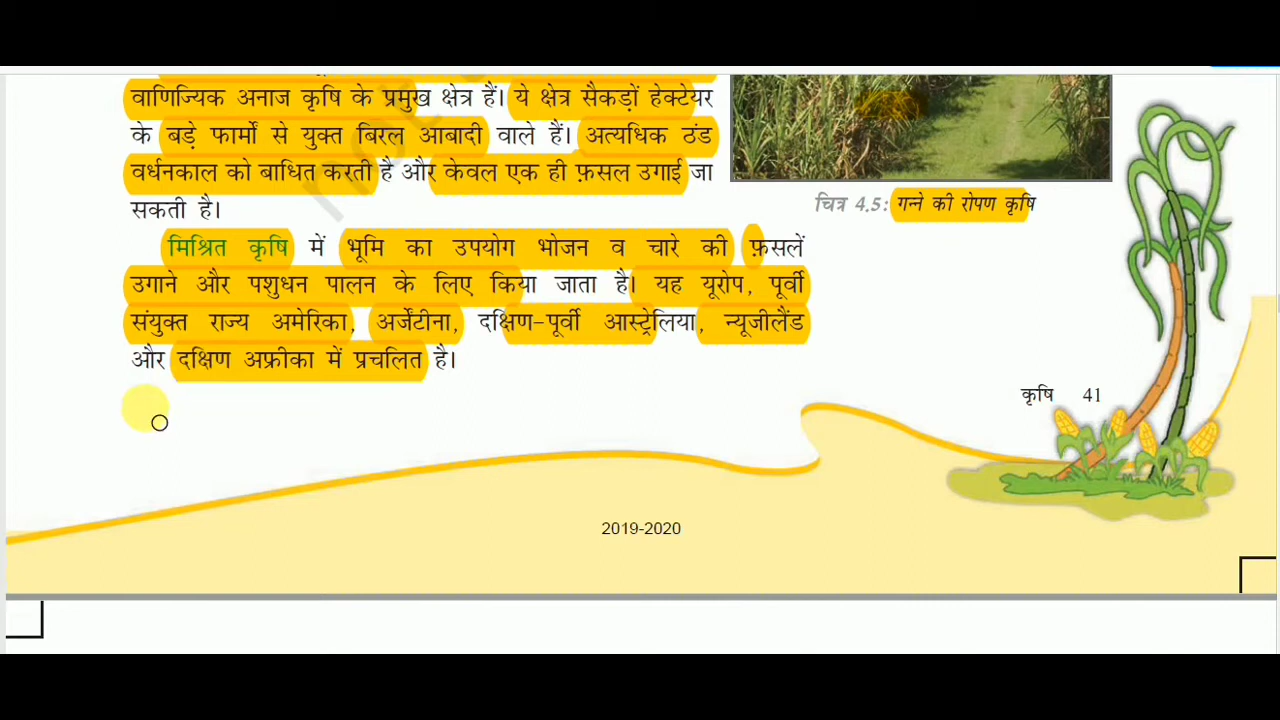 वाणिज्यिक अनाज कृषि के प्रमुख क्षेत्र हैं। ये क्षेत्र सैकड़ों हेक्टेयर
के बड़े फार्मों से युक्त बिरल आबादी वाले हैं। अत्यधिक ठंड
वर्धनकाल को बाधित करती है और केवल एक ही फ़सल उगाई जा
सकती है।
चित्र 4.5: गन्ने की रोपण कृषि
मिश्रित कृषि में भूमि का उपयोग भोजन व चारे की फ़सलें
उगाने और पशुधन पालन के लिए किया जाता है। यह यूरोप, पूर्वी
संयुक्त राज्य अमेरिका, अर्जेंटीना, दक्षिण-पूर्वी आस्ट्रेलिया, न्यूजीलैंड
और दक्षिण अफ्रीका में प्रचलित है।
कृषि 41
2019-2020